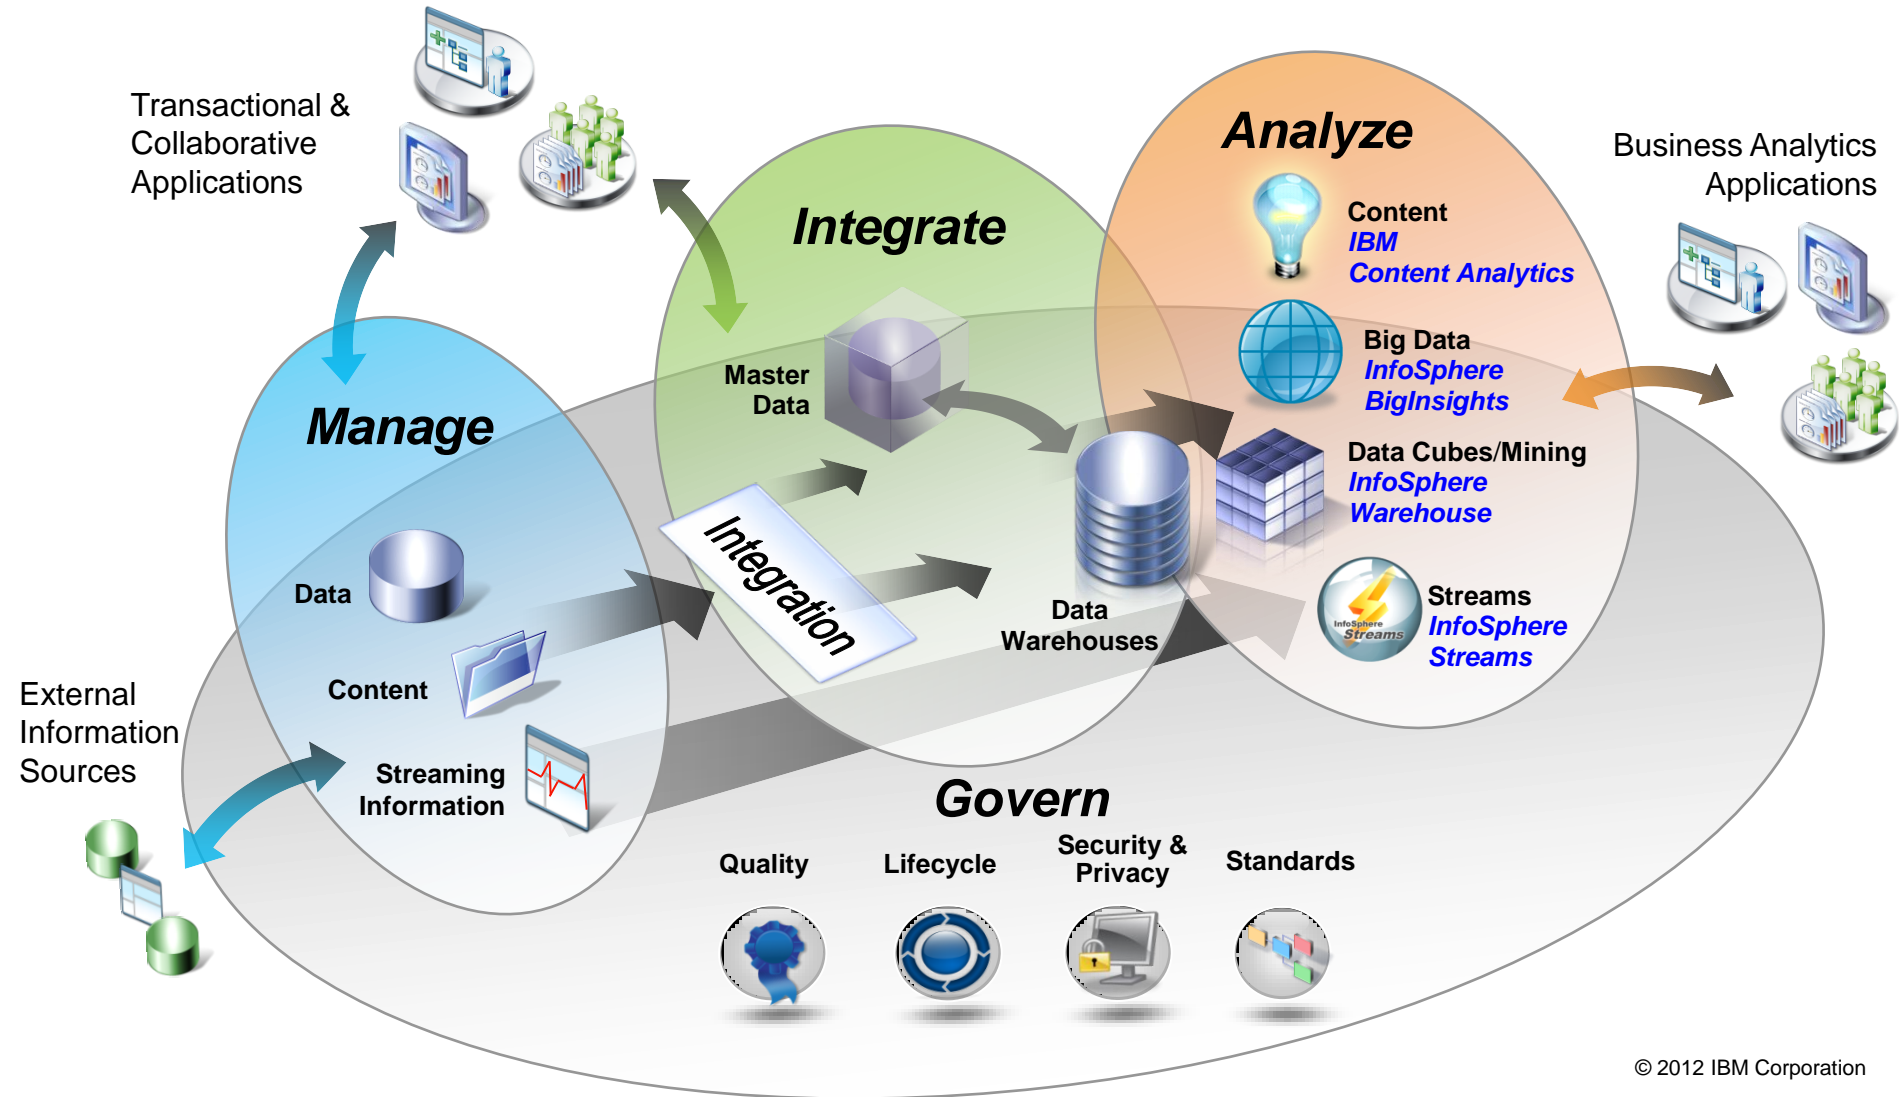 Transactional &
Collaborative
Applications
Analyze
Business Analytics
Applications
Integrate
Content
IBM
Content Analytics
Big Data
InfoSphere
BigInsights
Master
Data
Manage
Data Cubes/Mining
InfoSphere
Warehouse
Integration
Data
Content
Streaming
Information
Data
Warehouses
InfoSphere
Streams
Streams
InfoSphere
Streams
External
Information
Sources
Govern
Quality
Lifecycle
Security &
Privacy
Standards
© 2012 IBM Corporation